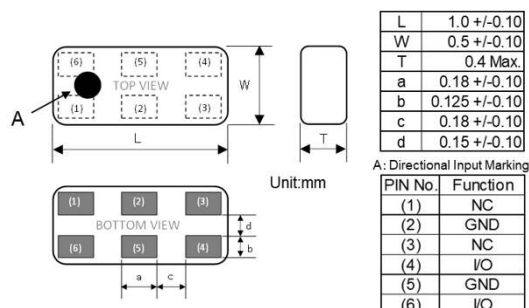 (6) (5) (4)
TOP VIEW
(1) (2) (3)
A
W
L
T
Unit:mm
(1) (2) (3)
BOTTOM VIEW
(6) (5) (4)
d
b
a c
L 1.0 +/-0.10
W 0.5 +/-0.10
T 0.4 Max.
a 0.18 +/-0.10
b 0.125 +/-0.10
c 0.18 +/-0.10
d 0.15 +/-0.10
A: Directional Input Marking
PIN No. Function
(1) NC
(2) GND
(3) NC
(4) I/O
(5) GND
(6) I/O